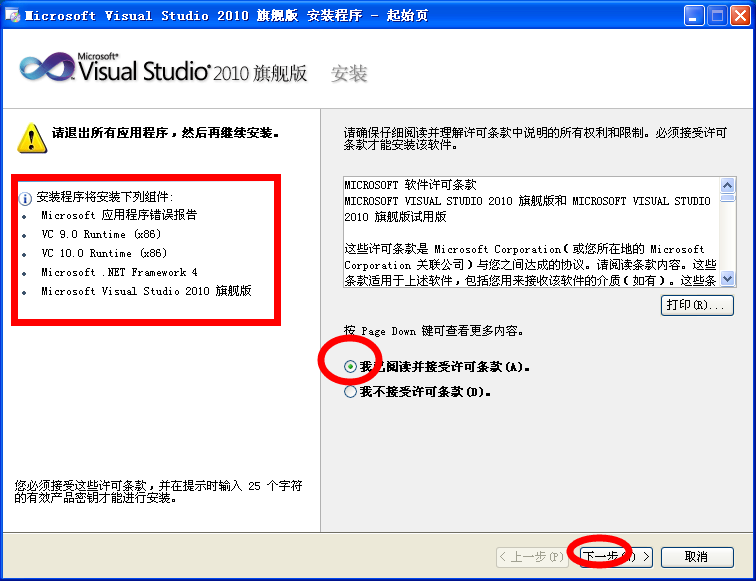 Microsoft Visual Studio 2010 旗舰版 安装程序 - 起始页
Microsoft®
Visual Studio® 2010 旗舰版 安装
请退出所有应用程序，然后再继续安装。
安装程序将安装下列组件:
Microsoft 应用程序错误报告
VC 9.0 Runtime (x86)
VC 10.0 Runtime (x86)
Microsoft .NET Framework 4
Microsoft Visual Studio 2010 旗舰版
您必须接受这些许可条款，并在提示时输入 25 个字符
的有效产品密钥才能进行安装。
请确保仔细阅读并理解许可条款中说明的所有权利和限制。必须接受许可
条款才能安装该软件。
MICROSOFT 软件许可条款
MICROSOFT VISUAL STUDIO 2010 旗舰版和 MICROSOFT VISUAL STUDIO
2010 旗舰版试用版
这些许可条款是 Microsoft Corporation（或您所在地的 Microsoft
Corporation 关联公司）与您之间达成的协议。请阅读条款内容。这些
条款适用于上述软件，包括您用来接收该软件的介质（如有）。这些条
打印(R)...
按 Page Down 键可查看更多内容。
我已阅读并接受许可条款(A)。
我不接受许可条款(D)。
< 上一步(P)
下一步(N) >
取消